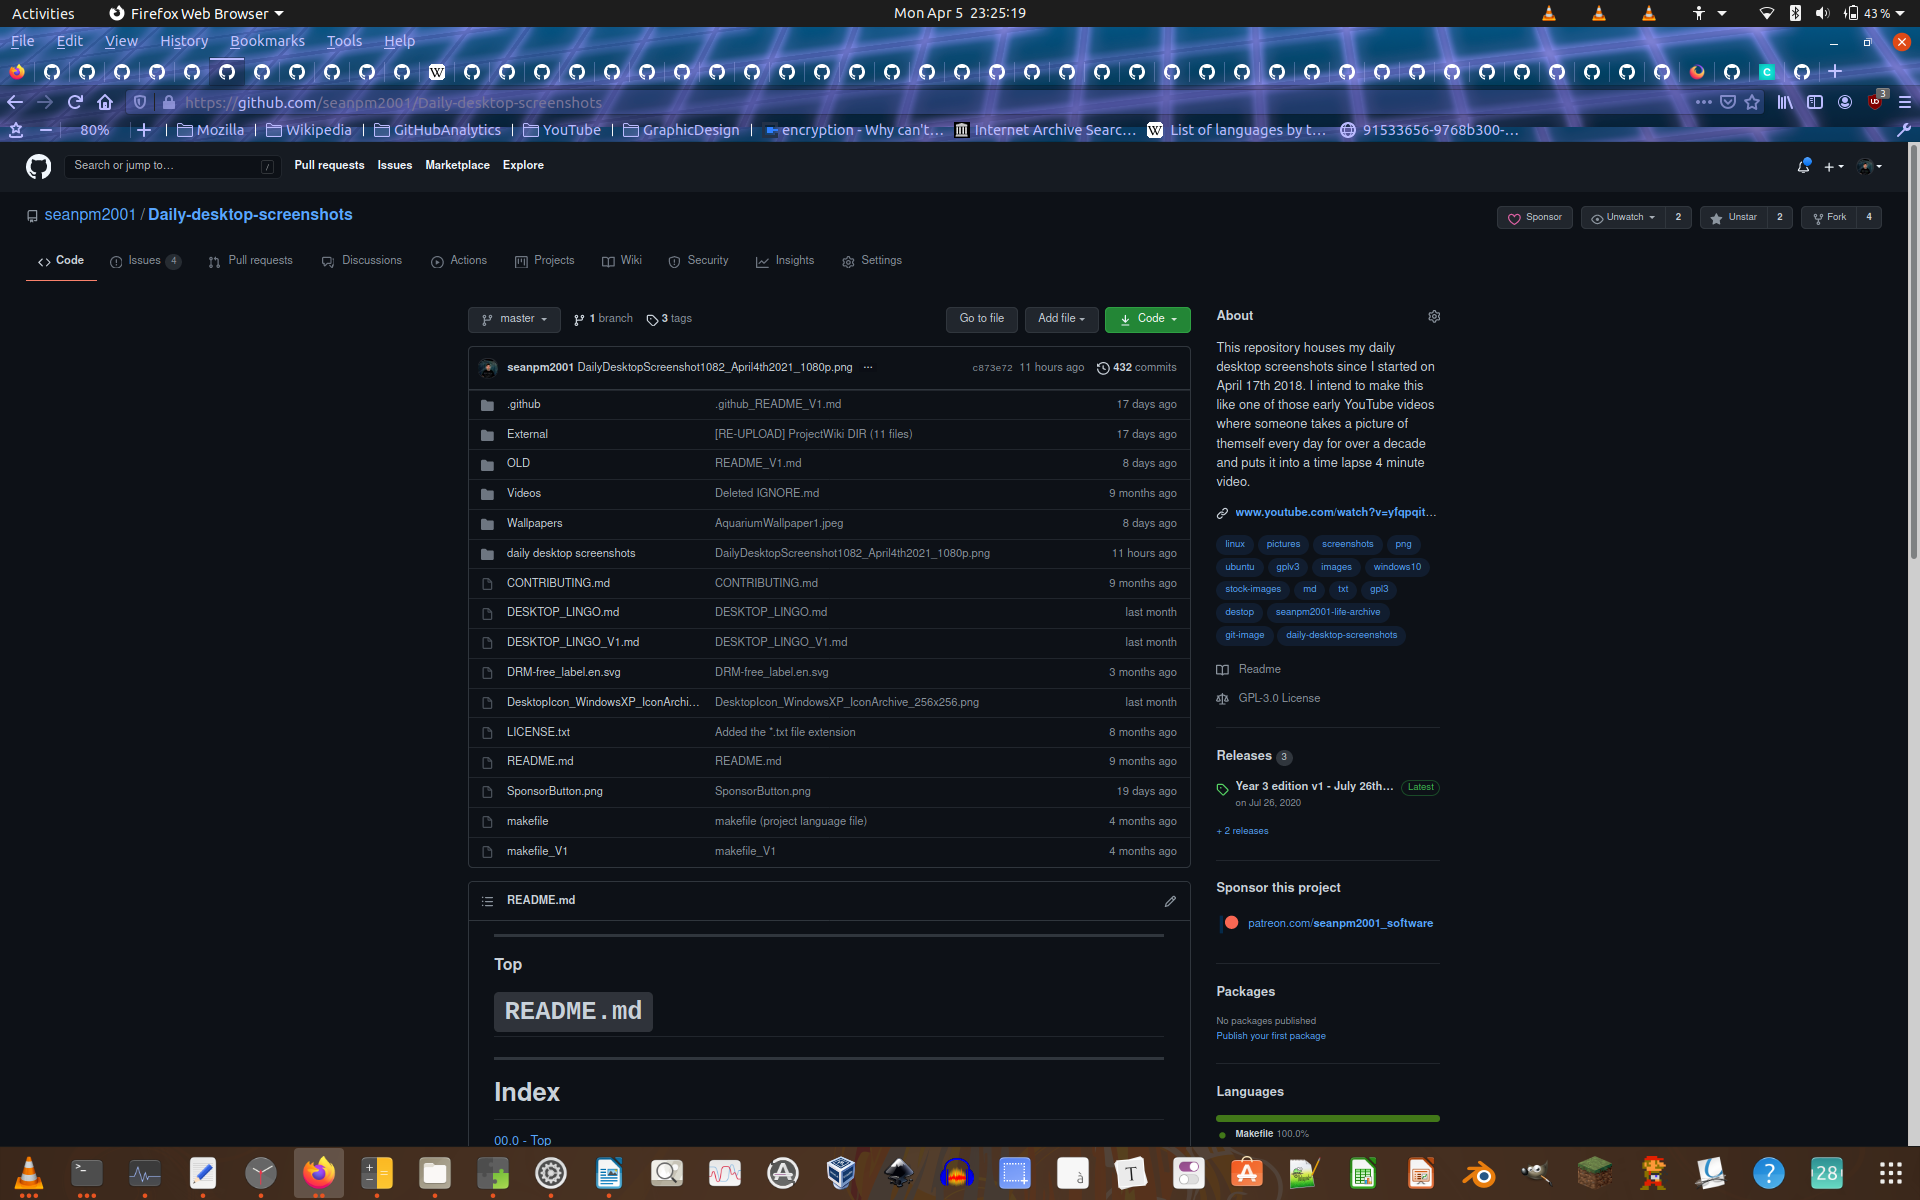 Activities Firefox Web Browser Mon Apr 5 23:25:19 43 %
File Edit View History Bookmarks Tools Help
https://github.com/seanpm2001/Daily-desktop-screenshots 3
80% Mozilla Wikipedia GitHubAnalytics YouTube GraphicDesign encryption - Why can't… Internet Archive Searc… List of languages by t… 91533656-9768b300-…
Search or jump to… / Pull requests Issues Marketplace Explore
seanpm2001 / Daily-desktop-screenshots Sponsor Unwatch 2 Unstar 2 Fork 4
Code Issues 4 Pull requests Discussions Actions Projects Wiki Security Insights Settings
master 1 branch 3 tags Go to file Add file Code
seanpm2001 DailyDesktopScreenshot1082_April4th2021_1080p.png ... c873e72 11 hours ago 432 commits
.github .github_README_V1.md 17 days ago
External [RE-UPLOAD] ProjectWiki DIR (11 files) 17 days ago
OLD README_V1.md 8 days ago
Videos Deleted IGNORE.md 9 months ago
Wallpapers AquariumWallpaper1.jpeg 8 days ago
daily desktop screenshots DailyDesktopScreenshot1082_April4th2021_1080p.png 11 hours ago
CONTRIBUTING.md CONTRIBUTING.md 9 months ago
DESKTOP_LINGO.md DESKTOP_LINGO.md last month
DESKTOP_LINGO_V1.md DESKTOP_LINGO_V1.md last month
DRM-free_label.en.svg DRM-free_label.en.svg 3 months ago
DesktopIcon_WindowsXP_IconArchi… DesktopIcon_WindowsXP_IconArchive_256x256.png last month
LICENSE.txt Added the *.txt file extension 8 months ago
README.md README.md 9 months ago
SponsorButton.png SponsorButton.png 19 days ago
makefile makefile (project language file) 4 months ago
makefile_V1 makefile_V1 4 months ago
README.md
Top
README.md
Index
00.0 - Top
About
This repository houses my daily
desktop screenshots since I started on
April 17th 2018. I intend to make this
like one of those early YouTube videos
where someone takes a picture of
themself every day for over a decade
and puts it into a time lapse 4 minute
video.
www.youtube.com/watch?v=yfqpqit…
linux pictures screenshots png
ubuntu gplv3 images windows10
stock-images md txt gpl3
destop seanpm2001-life-archive
git-image daily-desktop-screenshots
Readme
GPL-3.0 License
Releases 3
Year 3 edition v1 - July 26th… Latest
on Jul 26, 2020
+ 2 releases
Sponsor this project
patreon.com/seanpm2001_software
Packages
No packages published
Publish your first package
Languages
Makefile 100.0%
28